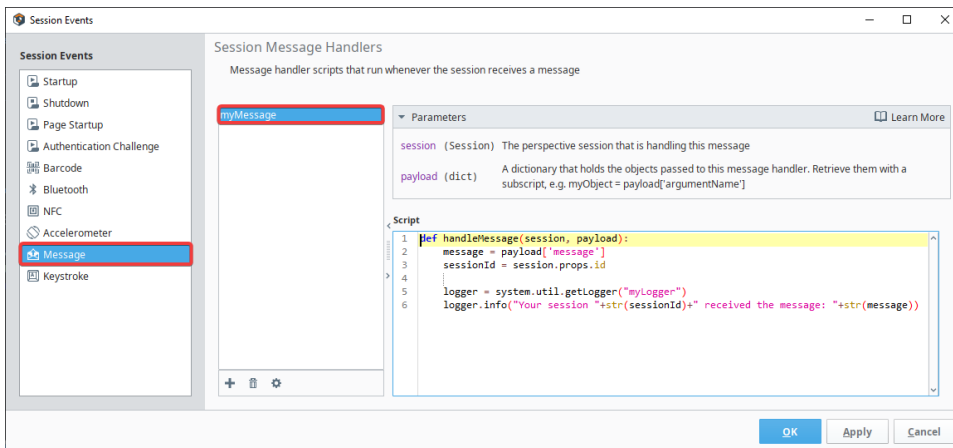 Session Events
Session Events
Startup
Shutdown
Page Startup
Authentication Challenge
Barcode
Bluetooth
NFC
Accelerometer
Message
Keystroke
Session Message Handlers
Message handler scripts that run whenever the session receives a message
myMessage
Parameters
Learn More
session (Session) The perspective session that is handling this message
payload (dict) A dictionary that holds the objects passed to this message handler. Retrieve them with a
subscript, e.g. myObject = payload['argumentName']
Script
1 def handleMessage(session, payload):
2 message = payload['message']
3 sessionId = session.props.id
4
5 logger = system.util.getLogger("myLogger")
6 logger.info("Your session "+str(sessionId)+" received the message: "+str(message))
OK Apply Cancel